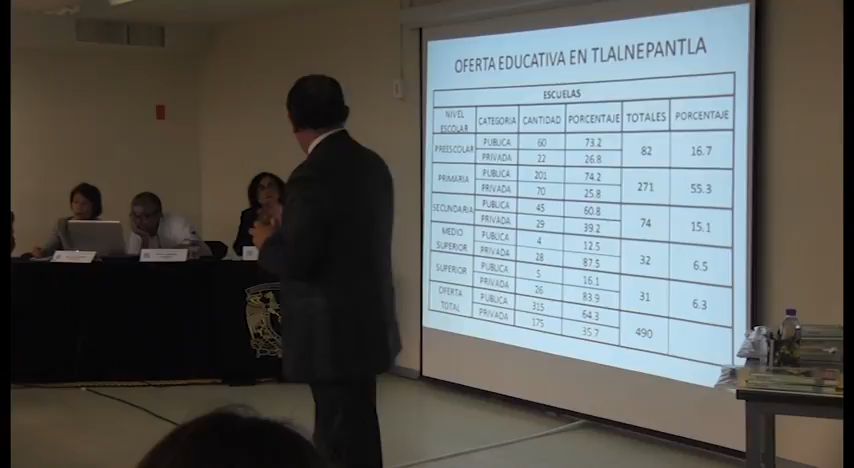 OFERTA EDUCATIVA EN TLALNEPANTLA
ESCUELAS
NIVEL ESCOLAR CATEGORIA CANTIDAD PORCENTAJE TOTALES PORCENTAJE
PREESCOLAR PUBLICA 60 73.2 82 16.7
PRIVADA 22 26.8
PRIMARIA PUBLICA 201 74.2 271 55.3
PRIVADA 70 25.8
SECUNDARIA PUBLICA 45 60.8 74 15.1
PRIVADA 29 39.2
MEDIO SUPERIOR PUBLICA 4 12.5 32 6.5
PRIVADA 28 87.5
SUPERIOR PUBLICA 5 16.1 31 6.3
PRIVADA 26 83.9
OFERTA TOTAL PUBLICA 315 64.3 490
PRIVADA 175 35.7